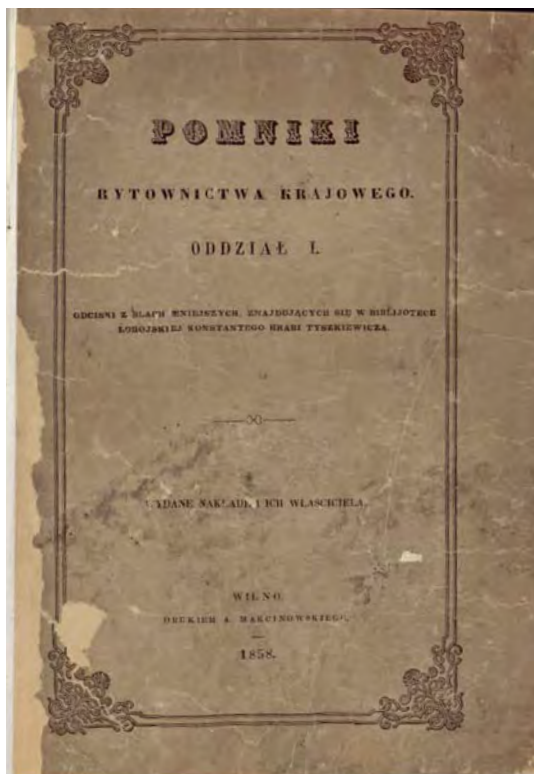 POMNIKI
RYTOWNICTWA KRAJOWEGO.
ODDZIAŁ I.
ODCISKI Z BLACH MNIEJSZYCH, ZNAJDUJĄCYCH SIĘ W BIBLIJOTECE
ŁOHOJSKIEJ KONSTANTEGO HRABI TYSZKIEWICZA.
WYDANE NAKŁADEM ICH WŁAŚCICIELA.
WILNO.
DRUKIEM A. MARCINOWSKIEGO.
1858.